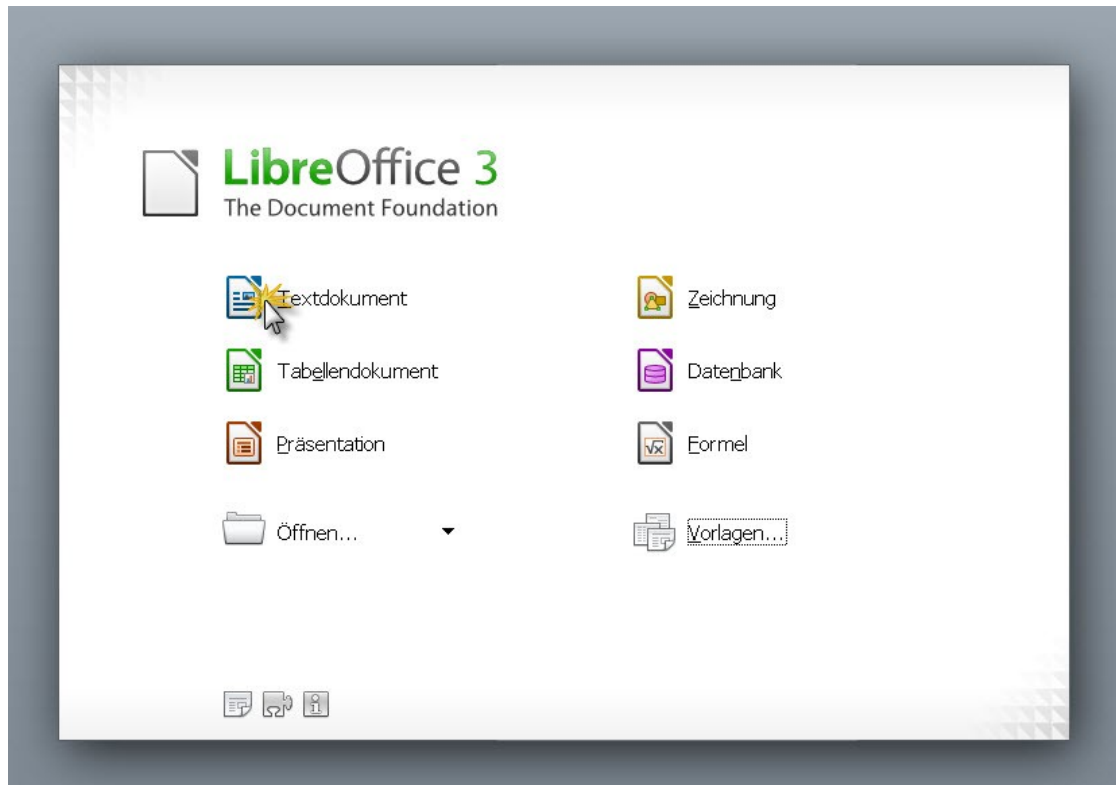 LibreOffice 3
The Document Foundation
Textdokument
Zeichnung
Tabellendokument
Datenbank
Präsentation
Formel
Öffnen...
Vorlagen...